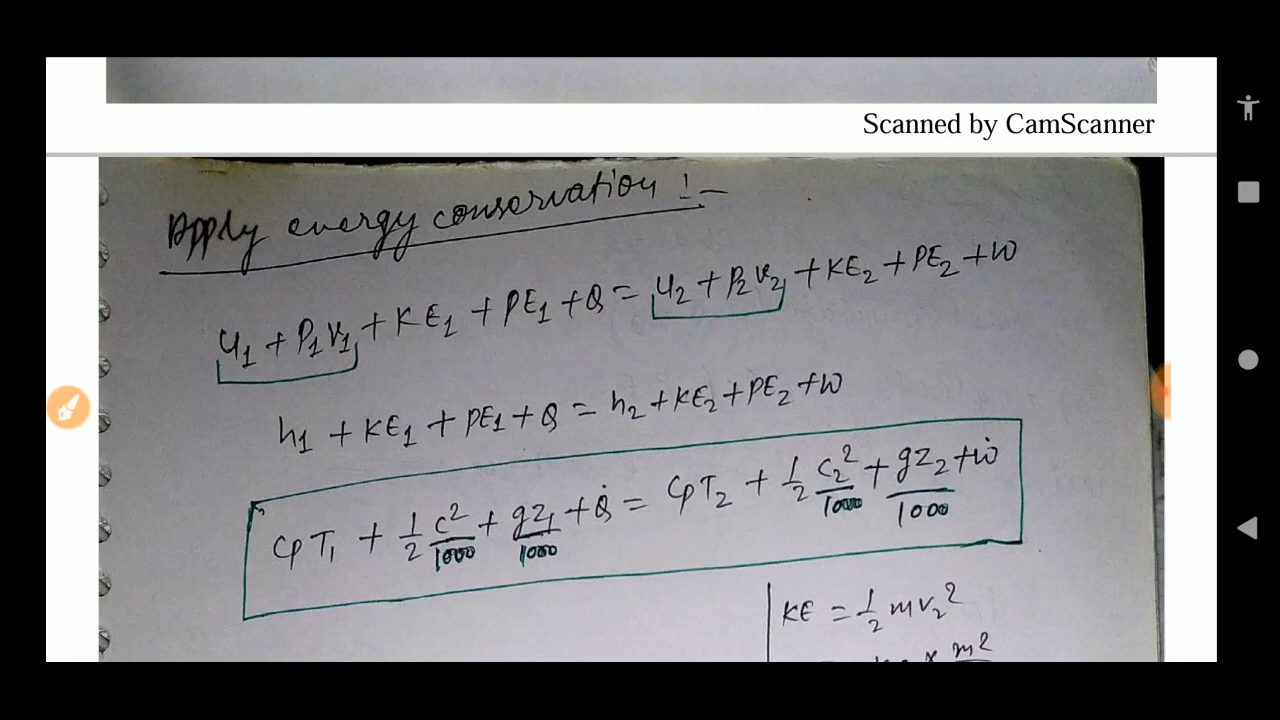 Scanned by CamScanner
Apply energy conservation :-
u₁ + P₁v₁ + KE₁ + PE₁ + Q = u₂ + P₂v₂ + KE₂ + PE₂ + W
h₁ + KE₁ + PE₁ + Q = h₂ + KE₂ + PE₂ + W
CpT₁ + 1/2 c²/1000 + gz₁/1000 + Q̇ = CpT₂ + 1/2 c₂²/1000 + gz₂/1000 + ẇ
KE = 1/2 mv₂²
× m²